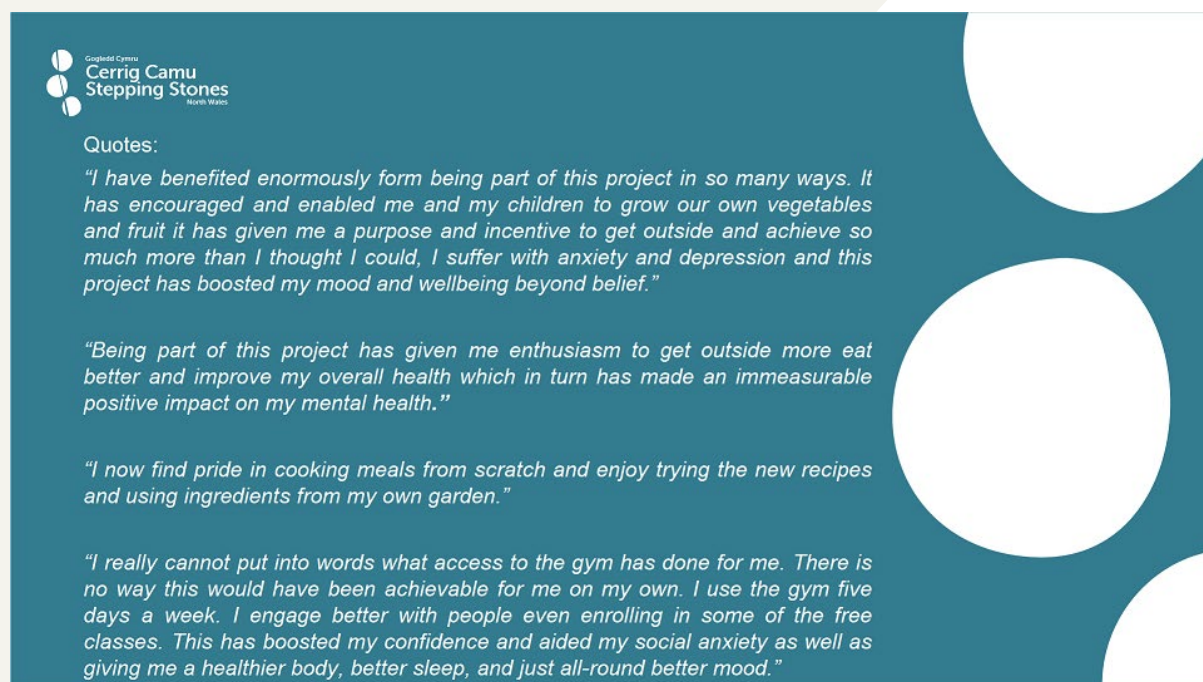 Gogledd Cymru
Cerrig Camu
Stepping Stones
North Wales
Quotes:
“I have benefited enormously form being part of this project in so many ways. It
has encouraged and enabled me and my children to grow our own vegetables
and fruit it has given me a purpose and incentive to get outside and achieve so
much more than I thought I could, I suffer with anxiety and depression and this
project has boosted my mood and wellbeing beyond belief.”
“Being part of this project has given me enthusiasm to get outside more eat
better and improve my overall health which in turn has made an immeasurable
positive impact on my mental health.”
“I now find pride in cooking meals from scratch and enjoy trying the new recipes
and using ingredients from my own garden.”
“I really cannot put into words what access to the gym has done for me. There is
no way this would have been achievable for me on my own. I use the gym five
days a week. I engage better with people even enrolling in some of the free
classes. This has boosted my confidence and aided my social anxiety as well as
giving me a healthier body, better sleep, and just all-round better mood.”